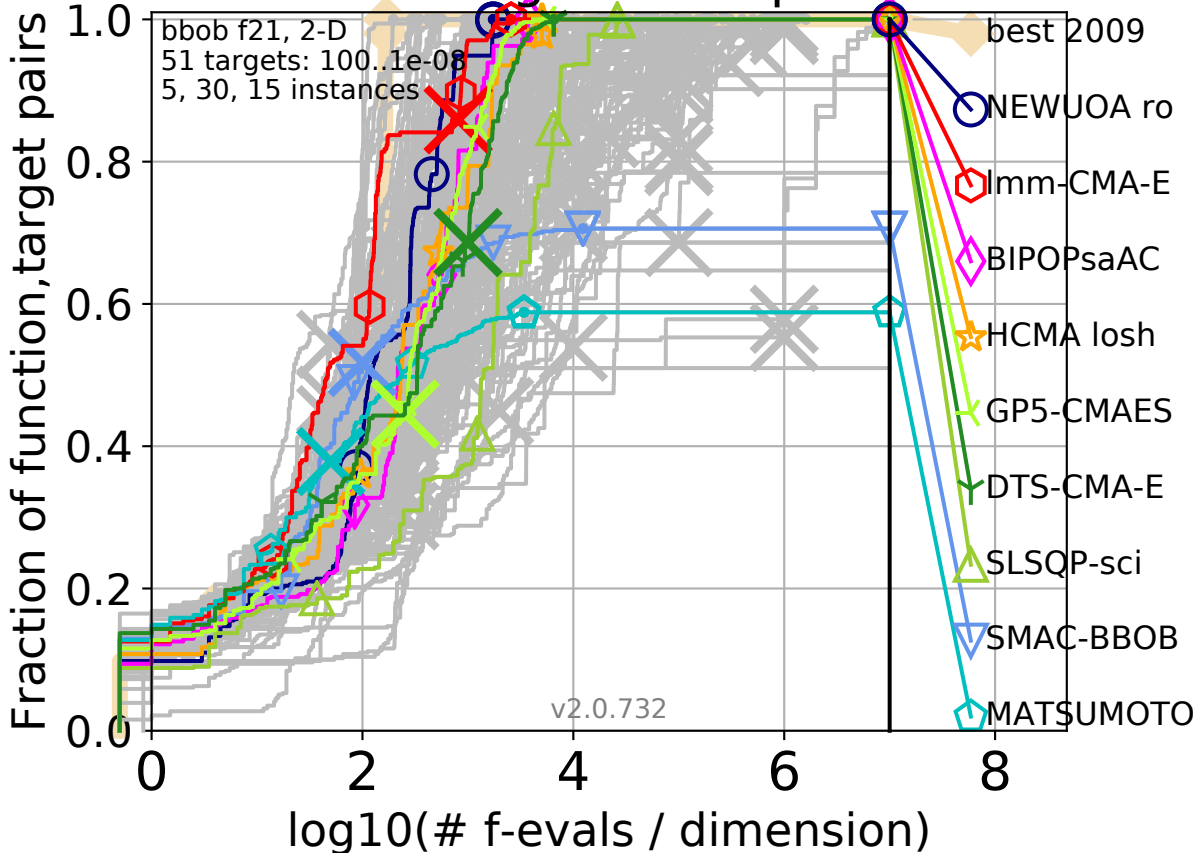 bbob f21, 2-D
51 targets: 100..1e-08
5, 30, 15 instances
Fraction of function,target pairs
1.0
0.8
0.6
0.4
0.2
0.0
0
2
4
6
8
log10(# f-evals / dimension)
v2.0.732
best 2009
NEWUOA ro
lmm-CMA-E
BIPOPsaAC
HCMA losh
GP5-CMAES
DTS-CMA-E
SLSQP-sci
SMAC-BBOB
MATSUMOTO